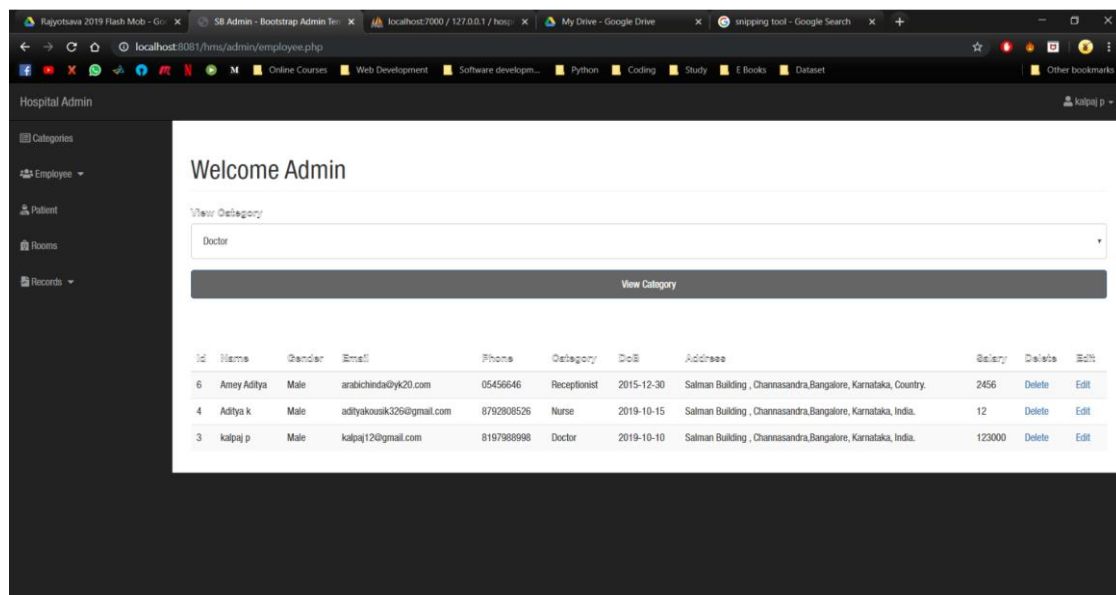 Rajyotsava 2019 Flash Mob - Go
SB Admin - Bootstrap Admin Tem
localhost:7000 / 127.0.0.1 / hospi
My Drive - Google Drive
snipping tool - Google Search
localhost:8081/hms/admin/employee.php
M Online Courses Web Development Software developm... Python Coding Study E Books Dataset Other bookmarks
Hospital Admin kalpaj p
Categories
Employee
Patient
Rooms
Records
Welcome Admin
View Category
Doctor
View Category
Id Name Gender Email Phone Category DoB Address Salary Delete Edit
6 Amey Aditya Male arabichinda@yk20.com 05456646 Receptionist 2015-12-30 Salman Building , Channasandra,Bangalore, Karnataka, Country. 2456 Delete Edit
4 Aditya k Male adityakousik326@gmail.com 8792808526 Nurse 2019-10-15 Salman Building , Channasandra,Bangalore, Karnataka, India. 12 Delete Edit
3 kalpaj p Male kalpaj12@gmail.com 8197988998 Doctor 2019-10-10 Salman Building , Channasandra,Bangalore, Karnataka, India. 123000 Delete Edit